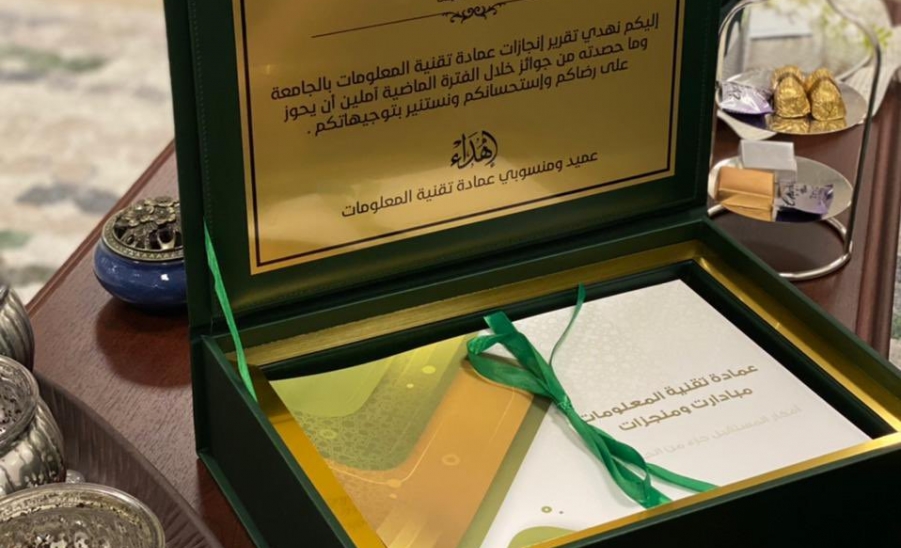 إليكم نهدي تقرير إنجازات عمادة تقنية المعلومات بالجامعة
وما حصدته من جوائز خلال الفترة الماضية آملين أن يحوز
على رضاكم وإستحسانكم ونستنير بتوجيهاتكم .
إهداء
عميد ومنسوبي عمادة تقنية المعلومات
عمادة تقنية المعلومات
مبادرات ومنجزات